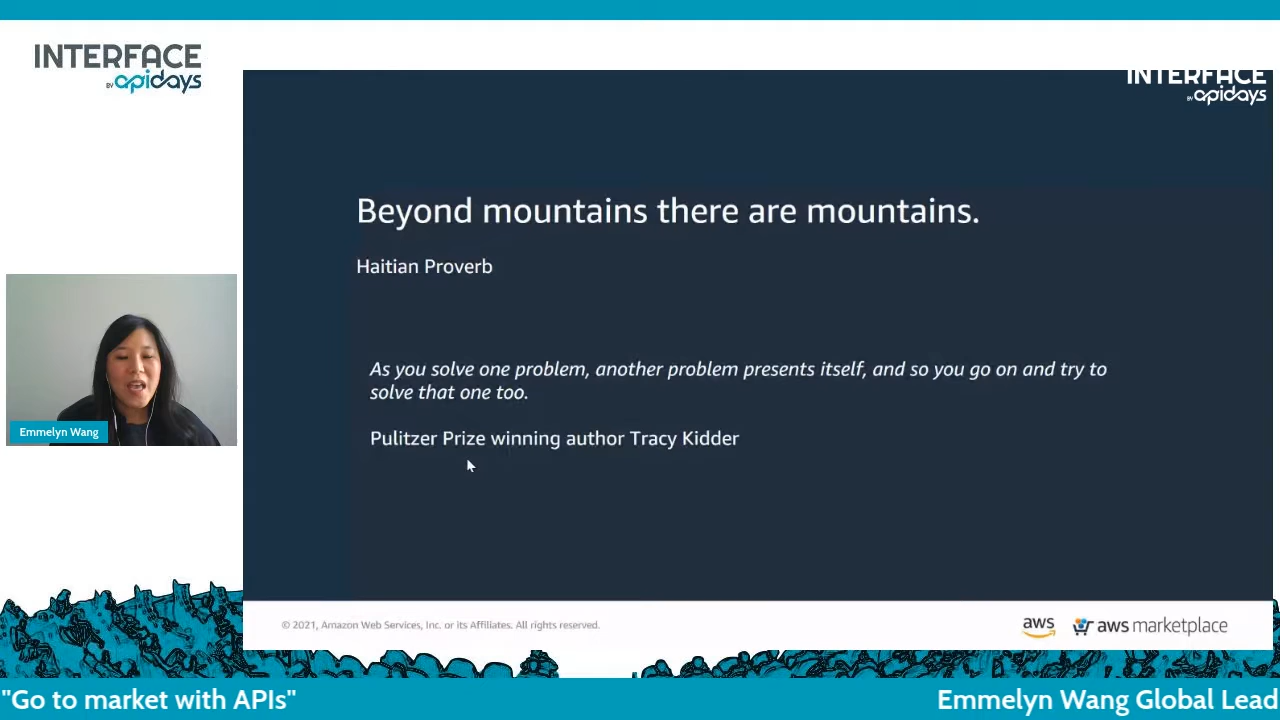 INTERFACE
BY apidays
INTERFACE
BY apidays
Beyond mountains there are mountains.
Haitian Proverb
As you solve one problem, another problem presents itself, and so you go on and try to
solve that one too.
Pulitzer Prize winning author Tracy Kidder
Emmelyn Wang
© 2021, Amazon Web Services, Inc. or its Affiliates. All rights reserved.
aws
aws marketplace
"Go to market with APIs"
Emmelyn Wang Global Lead